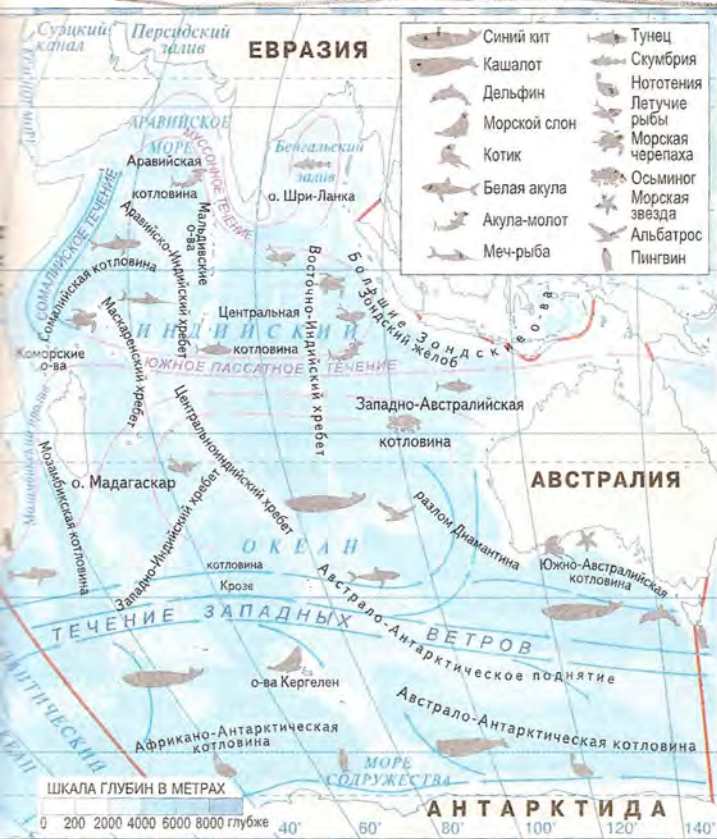 Суэцкий
канал
Персидский
залив
ЕВРАЗИЯ
АРАВИЙСКОЕ
МОРЕ
МУССОННОЕ ТЕЧЕНИЕ
Бенгальский
залив
Аравийская
котловина
о. Шри-Ланка
СОМАЛИЙСКОЕ ТЕЧЕНИЕ
Сомалийская котловина
Аравийско-Индийский хребет
Мальдивские
о-ва
Восточно-Индийский хребет
Большие Зондские о-ва
Зондский желоб
Центральная
котловина
ИНДИЙСКИЙ
Маскаренский хребет
Коморские
о-ва
ЮЖНОЕ ПАССАТНОЕ ТЕЧЕНИЕ
Западно-Австралийская
котловина
Мозамбикский пролив
Мозамбикская котловина
о. Мадагаскар
Центральноиндийский хребет
Западно-Индийский хребет
АВСТРАЛИЯ
разлом Диамантина
ОКЕАН
котловина
Крозе
Южно-Австралийская
котловина
ТЕЧЕНИЕ ЗАПАДНЫХ ВЕТРОВ
Австрало-Антарктическое поднятие
о-ва Кергелен
Африкано-Антарктическая
котловина
Австрало-Антарктическая котловина
МОРЕ
СОДРУЖЕСТВА
АНТАРКТИДА
Синий кит
Кашалот
Дельфин
Морской слон
Котик
Белая акула
Акула-молот
Меч-рыба
Тунец
Скумбрия
Нототения
Летучие
рыбы
Морская
черепаха
Осьминог
Морская
звезда
Альбатрос
Пингвин
ШКАЛА ГЛУБИН В МЕТРАХ
0 200 2000 4000 6000 8000 глубже
40° 60° 80° 100° 120° 140°